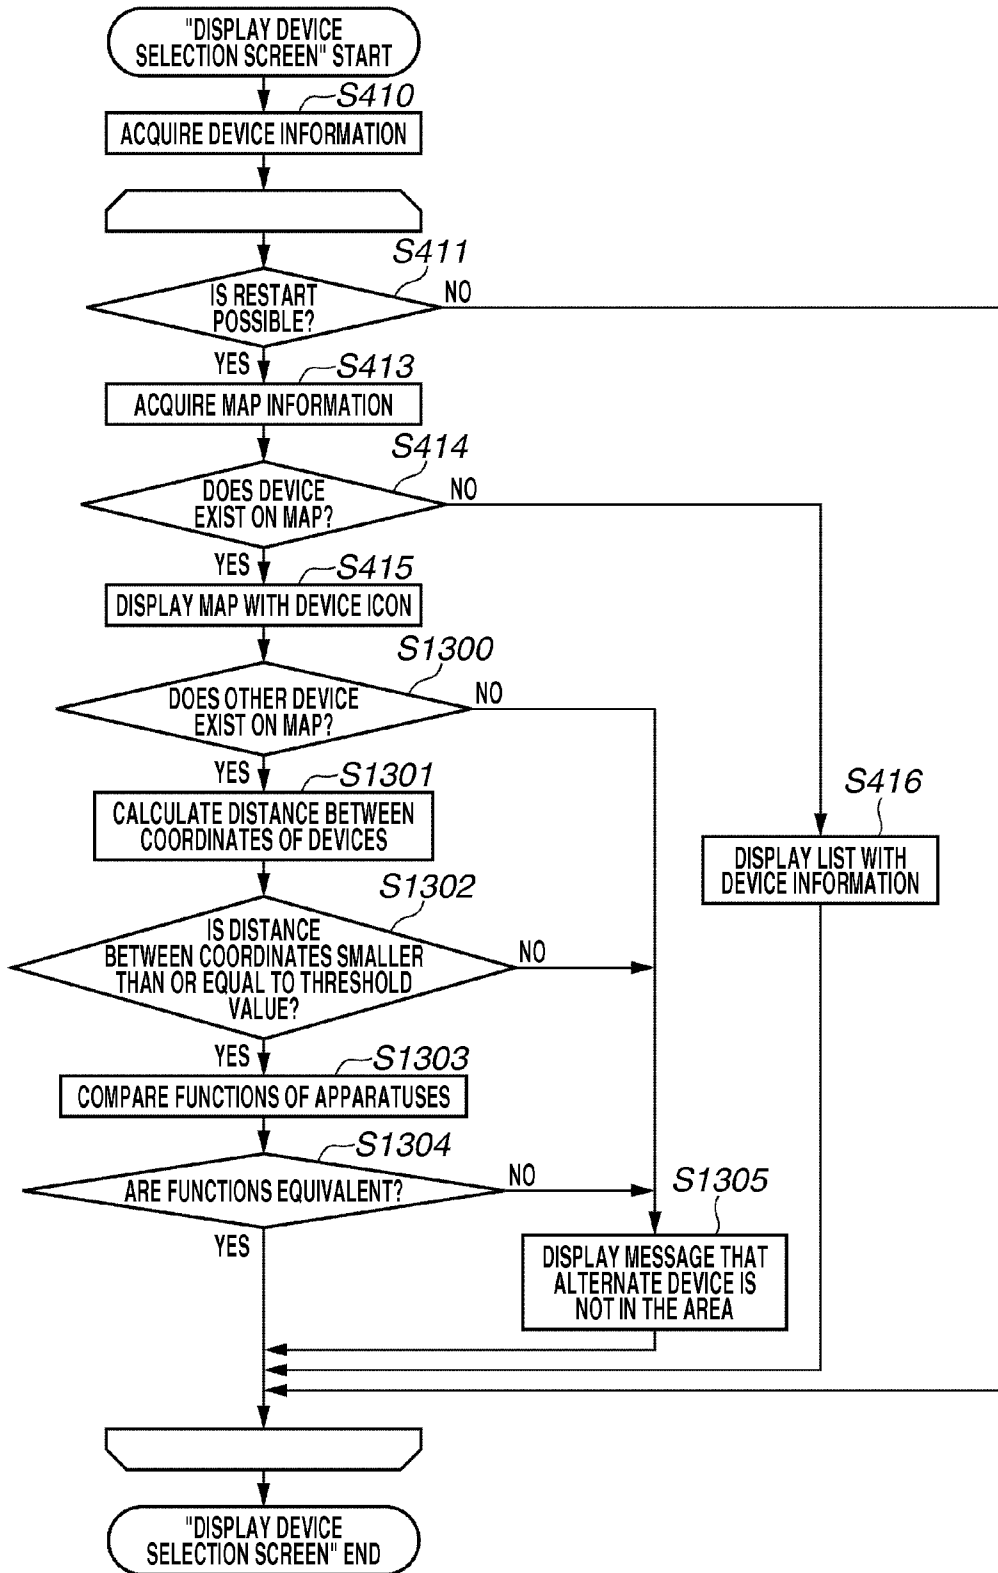 "DISPLAY DEVICE
SELECTION SCREEN" START
S410
ACQUIRE DEVICE INFORMATION
S411
IS RESTART
POSSIBLE?
NO
YES
S413
ACQUIRE MAP INFORMATION
S414
DOES DEVICE
EXIST ON MAP?
NO
YES
S415
DISPLAY MAP WITH DEVICE ICON
S1300
DOES OTHER DEVICE
EXIST ON MAP?
NO
YES
S1301
CALCULATE DISTANCE BETWEEN
COORDINATES OF DEVICES
S416
DISPLAY LIST WITH
DEVICE INFORMATION
S1302
IS DISTANCE
BETWEEN COORDINATES SMALLER
THAN OR EQUAL TO THRESHOLD
VALUE?
NO
YES
S1303
COMPARE FUNCTIONS OF APPARATUSES
S1304
ARE FUNCTIONS EQUIVALENT?
NO
YES
S1305
DISPLAY MESSAGE THAT
ALTERNATE DEVICE IS
NOT IN THE AREA
"DISPLAY DEVICE
SELECTION SCREEN" END